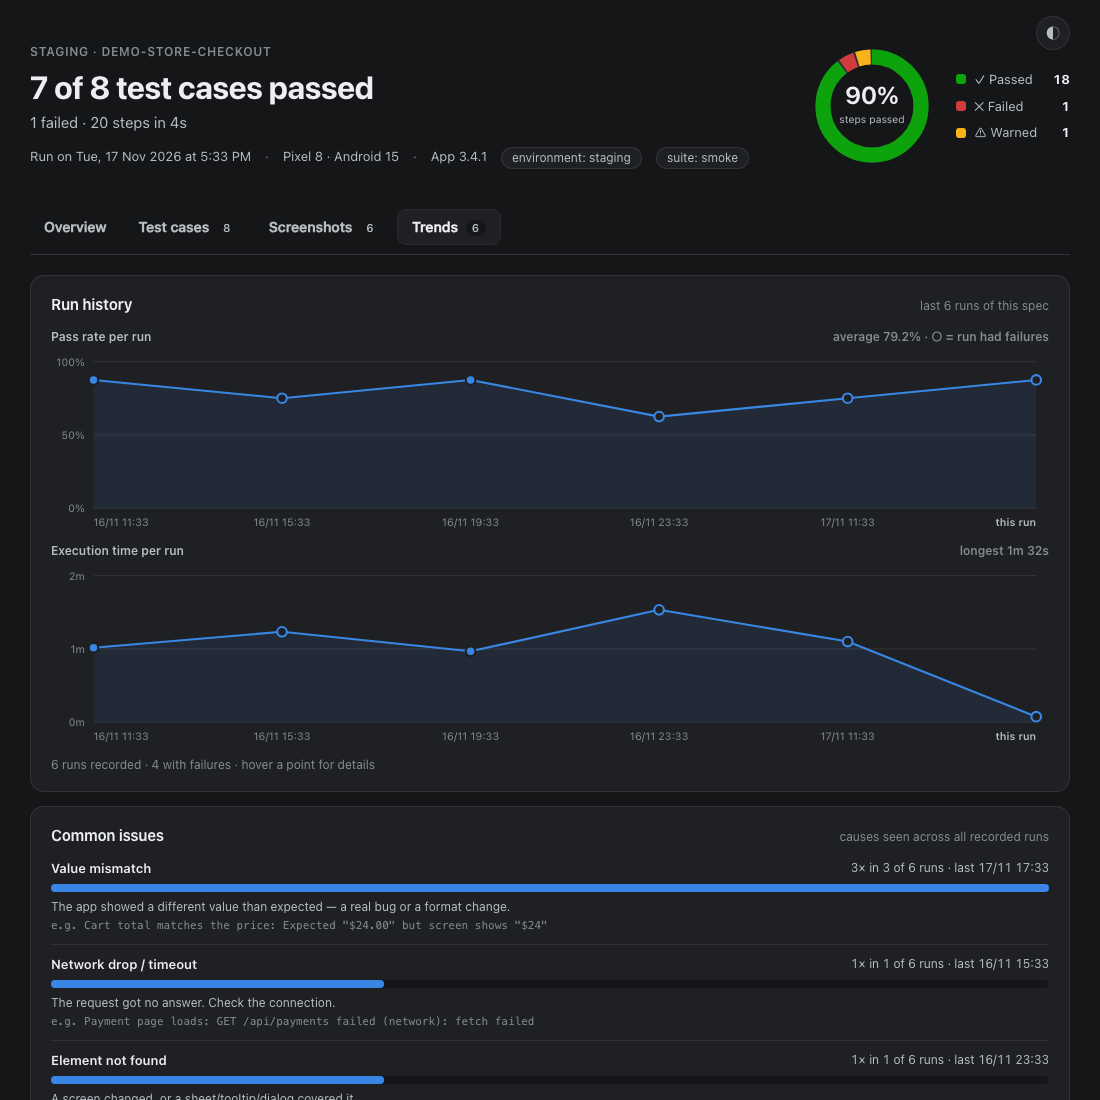 STAGING · DEMO-STORE-CHECKOUT
7 of 8 test cases passed
1 failed · 20 steps in 4s
Run on Tue, 17 Nov 2026 at 5:33 PM · Pixel 8 · Android 15 · App 3.4.1 environment: staging suite: smoke
90%
steps passed
✓ Passed 18
✕ Failed 1
⚠ Warned 1
Overview Test cases 8 Screenshots 6 Trends 6
Run history last 6 runs of this spec
Pass rate per run average 79.2% · O = run had failures
100%
50%
0%
16/11 11:33 16/11 15:33 16/11 19:33 16/11 23:33 17/11 11:33 this run
Execution time per run longest 1m 32s
2m
1m
0m
16/11 11:33 16/11 15:33 16/11 19:33 16/11 23:33 17/11 11:33 this run
6 runs recorded · 4 with failures · hover a point for details
Common issues causes seen across all recorded runs
Value mismatch 3× in 3 of 6 runs · last 17/11 17:33
The app showed a different value than expected — a real bug or a format change.
e.g. Cart total matches the price: Expected "$24.00" but screen shows "$24"
Network drop / timeout 1× in 1 of 6 runs · last 16/11 15:33
The request got no answer. Check the connection.
e.g. Payment page loads: GET /api/payments failed (network): fetch failed
Element not found 1× in 1 of 6 runs · last 16/11 23:33
A screen changed, or a sheet/tooltip/dialog covered it.